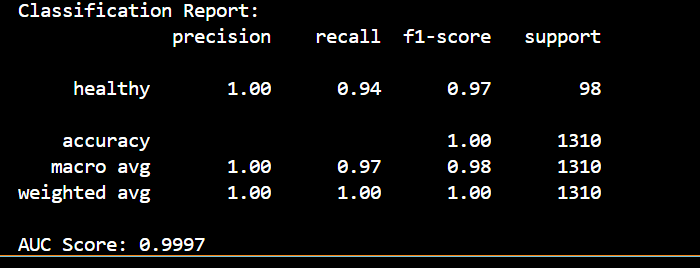 Classification Report:
precision recall f1-score support
healthy 1.00 0.94 0.97 98
accuracy 1.00 1310
macro avg 1.00 0.97 0.98 1310
weighted avg 1.00 1.00 1.00 1310
AUC Score: 0.9997